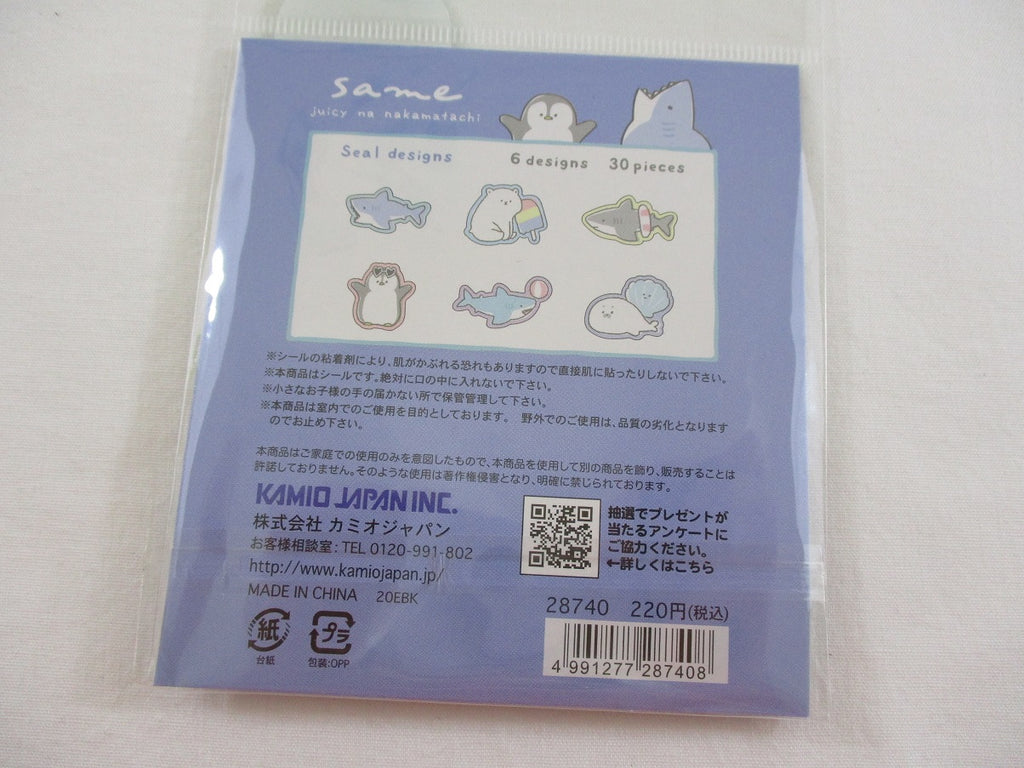 same
juicy na nakamatachi
Seal designs
6 designs 30 pieces
※シールの粘着剤により、肌がかぶれる恐れもありますので直接肌に貼ったりしないで下さい。
※本商品はシールです。絶対に口の中に入れないで下さい。
※小さなお子様の手の届かない所で保管管理して下さい。
※本商品は室内でのご使用を目的としております。 野外でのご使用は、品質の劣化となります
のでお止め下さい。
本商品はご家庭での使用のみを意図したもので、本商品を使用して別の商品を飾り、販売することは
許諾しておりません。そのような使用は著作権侵害となり、明確に禁じられております。
KAMIO JAPAN INC.
株式会社 カミオジャパン
お客様相談室:TEL 0120-991-802
http://www.kamiojapan.jp/
MADE IN CHINA 20EBK
抽選でプレゼントが
当たるアンケートに
ご協力ください。
←詳しくはこちら
紙
台紙
プラ
包装:OPP
28740 220円(税込)
4 991277 287408